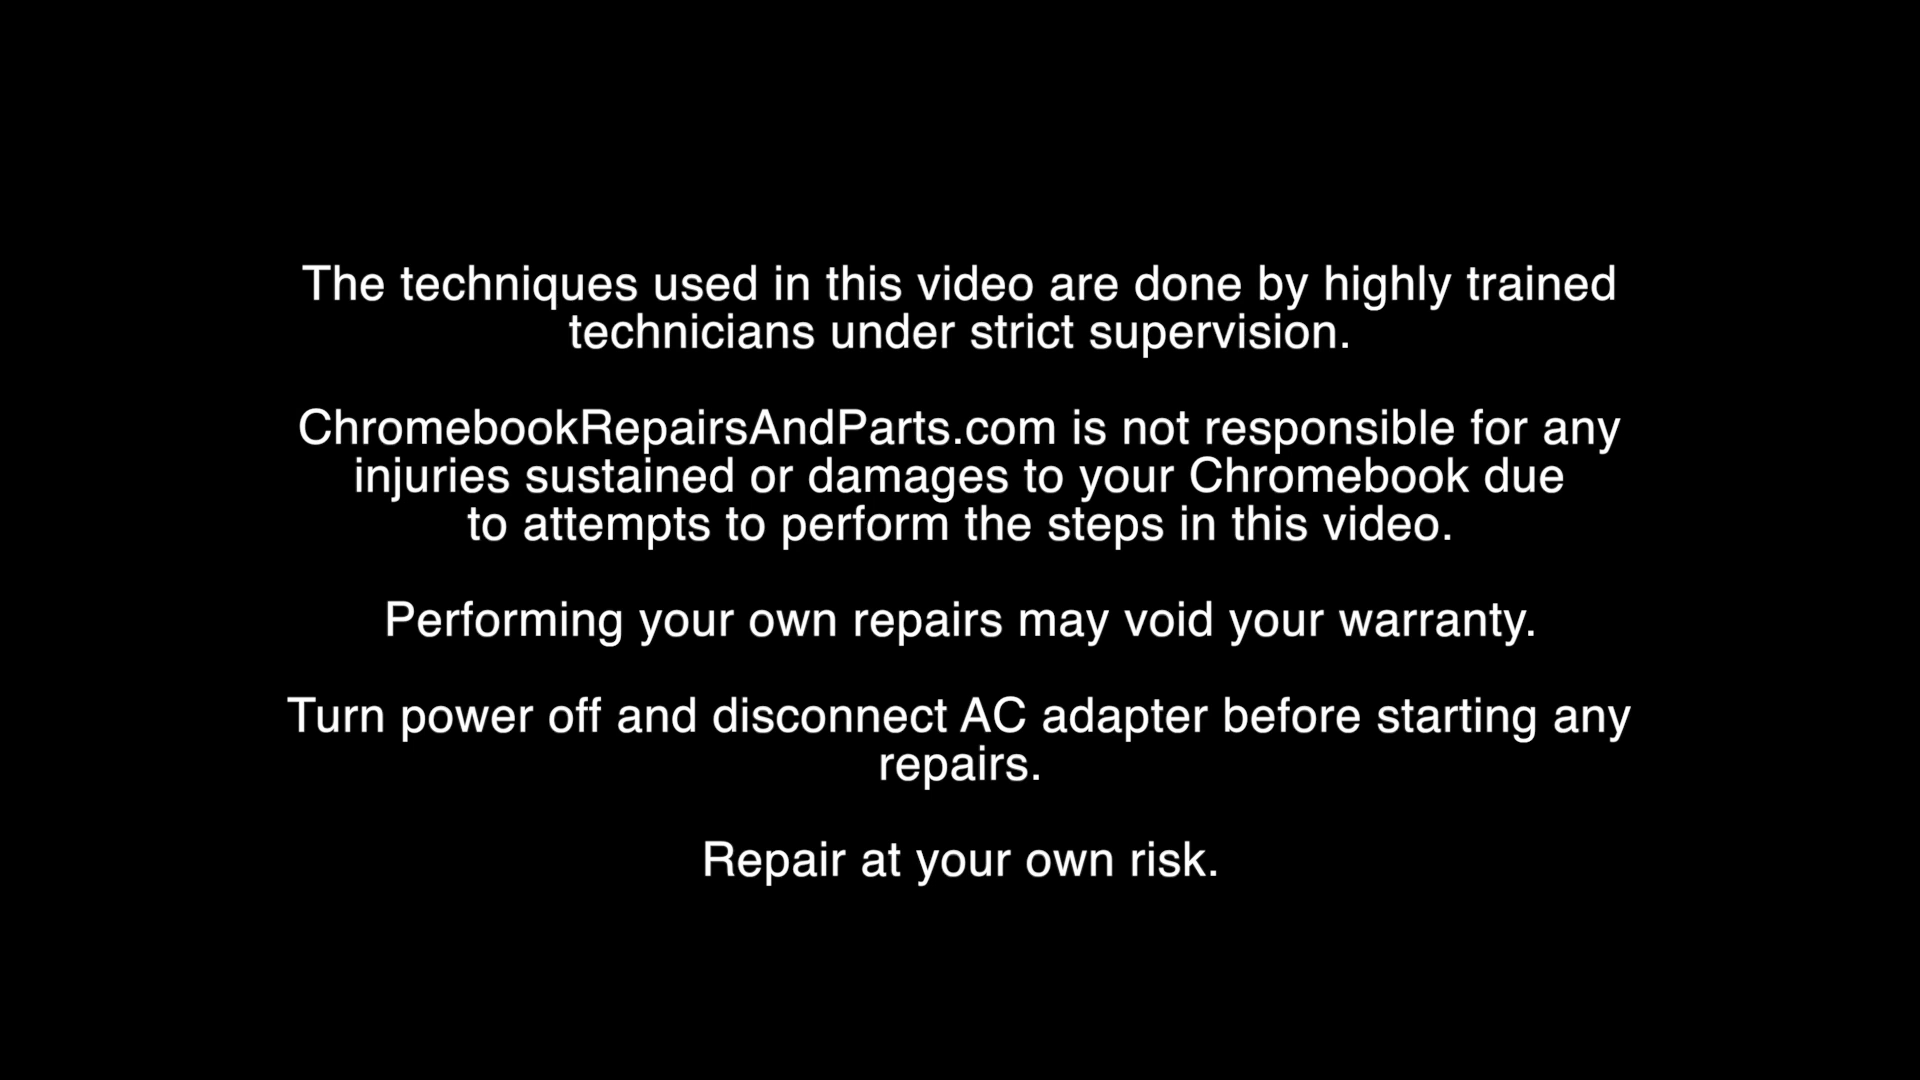 The techniques used in this video are done by highly trained
technicians under strict supervision.
ChromebookRepairsAndParts.com is not responsible for any
injuries sustained or damages to your Chromebook due
to attempts to perform the steps in this video.
Performing your own repairs may void your warranty.
Turn power off and disconnect AC adapter before starting any
repairs.
Repair at your own risk.